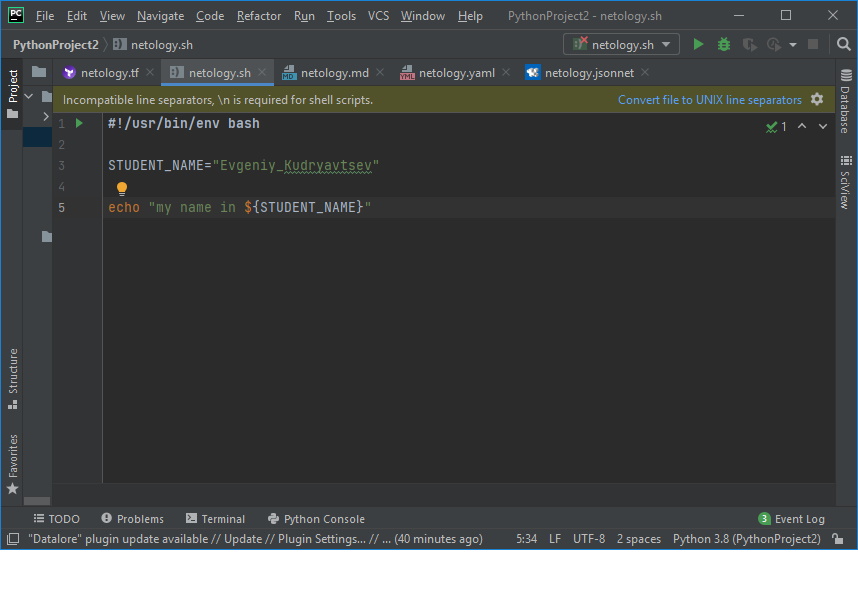 PC File Edit View Navigate Code Refactor Run Tools VCS Window Help PythonProject2 - netology.sh
PythonProject2 netology.sh netology.sh
netology.tf netology.sh netology.md netology.yaml netology.jsonnet
Project
Incompatible line separators, \n is required for shell scripts. Convert file to UNIX line separators
1 #!/usr/bin/env bash 1
2
3 STUDENT_NAME="Evgeniy_Kudryavtsev"
4
5 echo "my name in ${STUDENT_NAME}"
Database
SciView
Structure
Favorites
TODO Problems Terminal Python Console 3 Event Log
"Datalore" plugin update available // Update // Plugin Settings... // ... (40 minutes ago) 5:34 LF UTF-8 2 spaces Python 3.8 (PythonProject2)